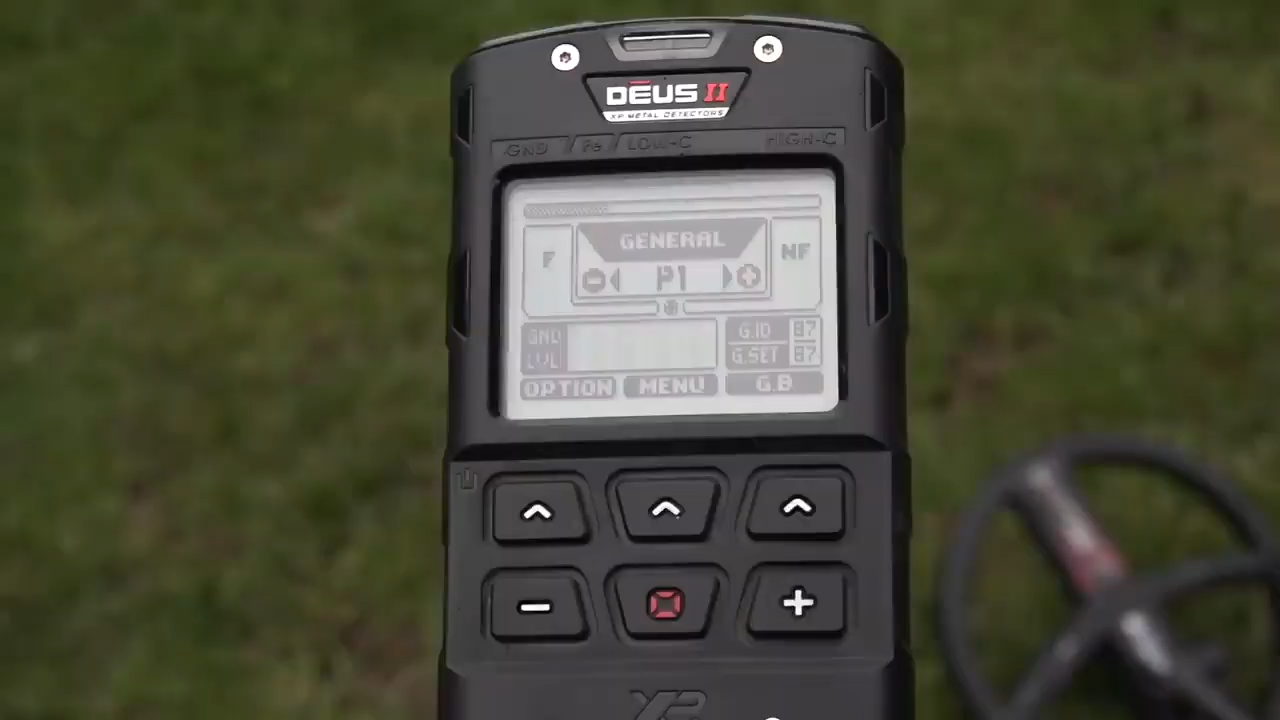 DEUS II
XP METAL DETECTORS
GND Fe LOW-C HIGH-C
GENERAL
F P1 NF
GND G.ID 87
LVL G.SET 87
OPTION MENU G.B
XP